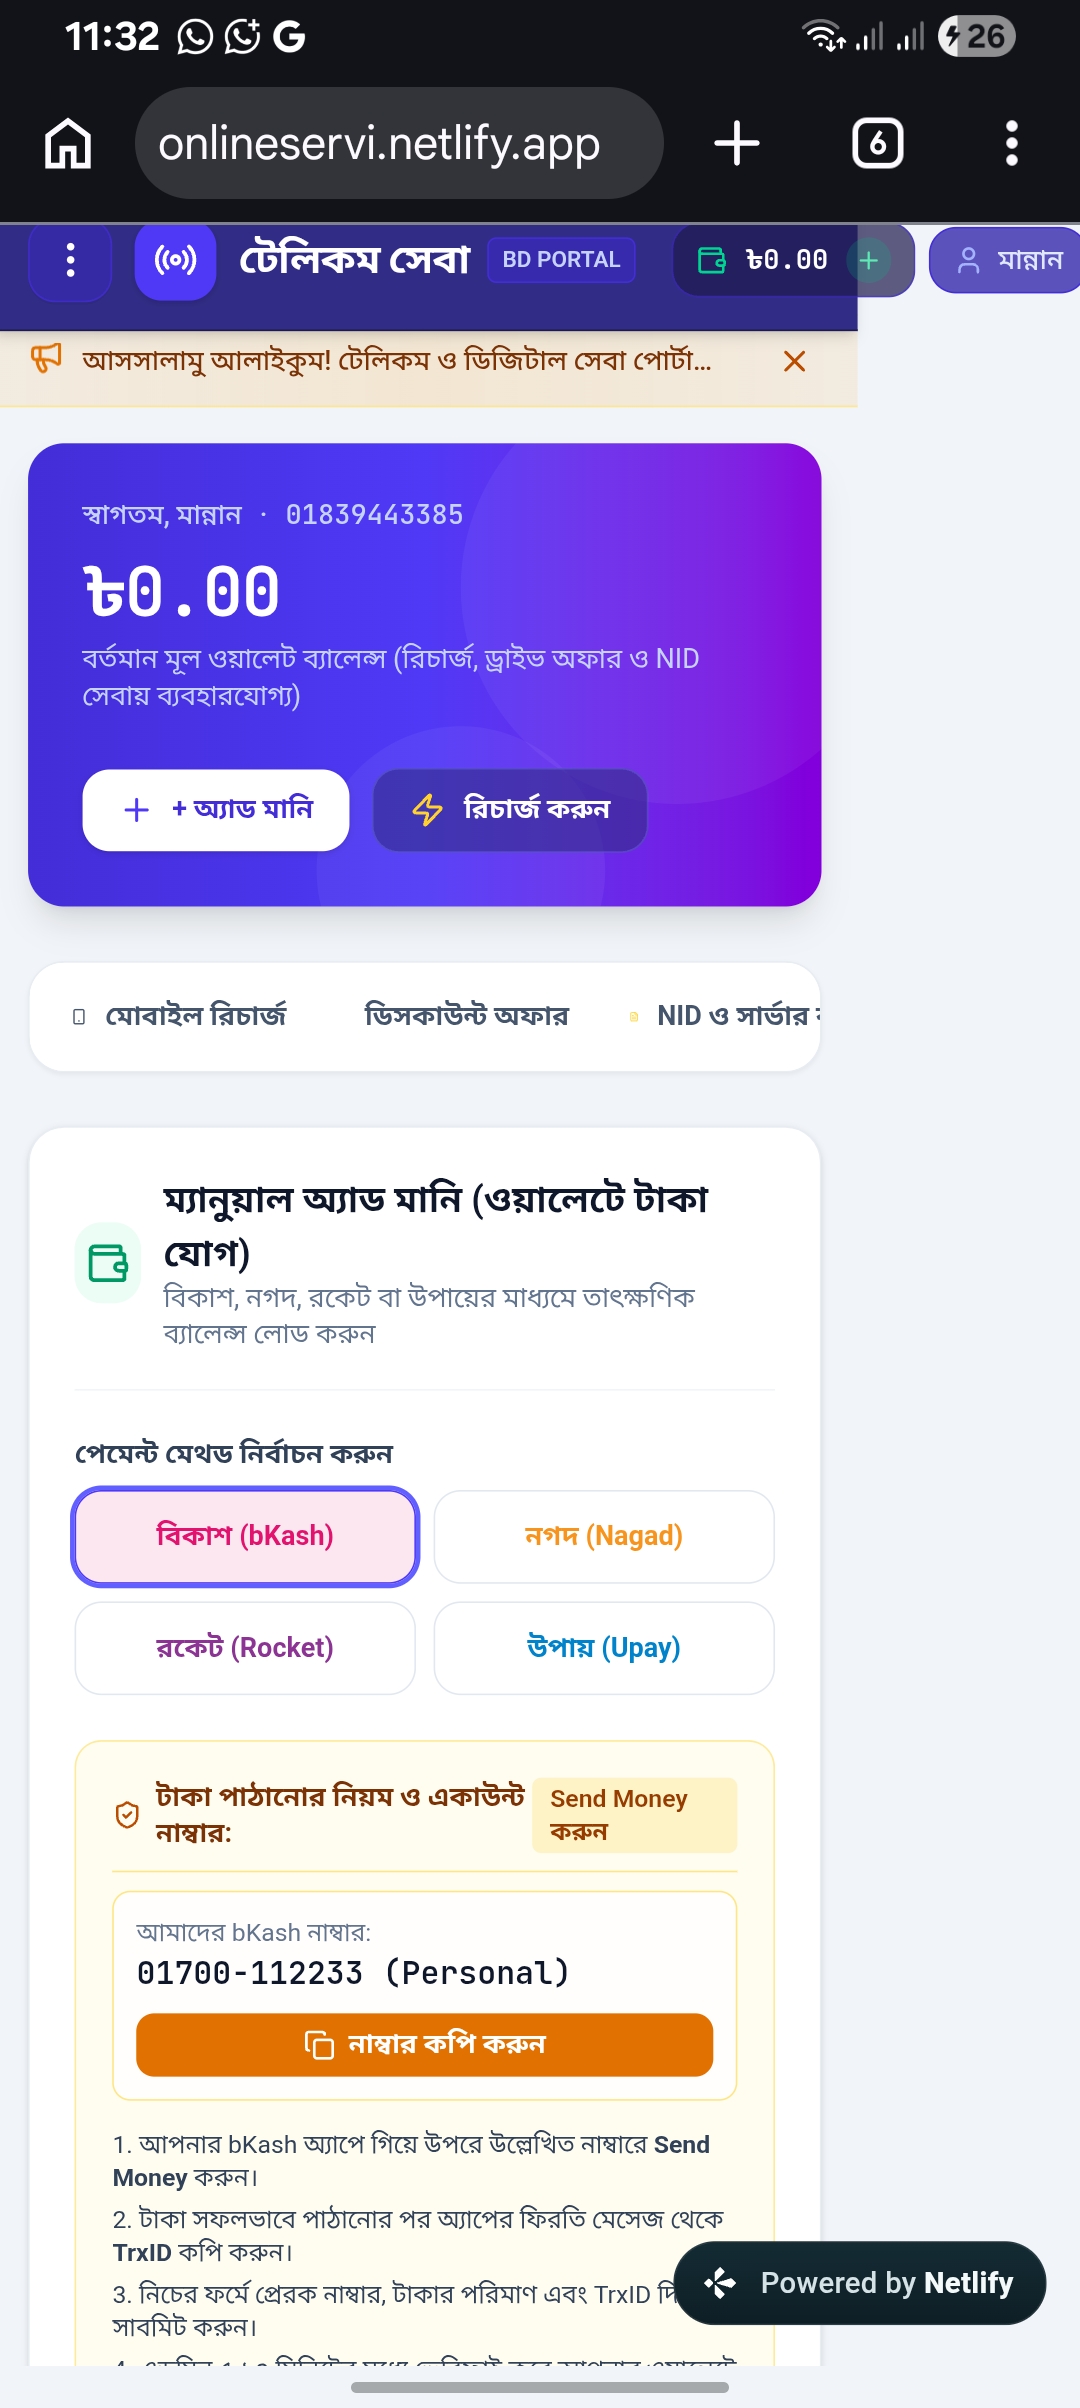 11:32
26
onlineservi.netlify.app
6
টেলিকম সেবা BD PORTAL ৳0.00 + মান্নান
আসসালামু আলাইকুম! টেলিকম ও ডিজিটাল সেবা পোর্টা...
স্বাগতম, মান্নান · 01839443385
৳0.00
বর্তমান মূল ওয়ালেট ব্যালেন্স (রিচার্জ, ড্রাইভ অফার ও NID
সেবায় ব্যবহারযোগ্য)
+ অ্যাড মানি
রিচার্জ করুন
মোবাইল রিচার্জ ডিসকাউন্ট অফার NID ও সার্ভার
ম্যানুয়াল অ্যাড মানি (ওয়ালেটে টাকা
যোগ)
বিকাশ, নগদ, রকেট বা উপায়ের মাধ্যমে তাৎক্ষণিক
ব্যালেন্স লোড করুন
পেমেন্ট মেথড নির্বাচন করুন
বিকাশ (bKash)
নগদ (Nagad)
রকেট (Rocket)
উপায় (Upay)
টাকা পাঠানোর নিয়ম ও একাউন্ট
নাম্বার:
Send Money
করুন
আমাদের bKash নাম্বার:
01700-112233 (Personal)
নাম্বার কপি করুন
1. আপনার bKash অ্যাপে গিয়ে উপরে উল্লেখিত নাম্বারে Send
Money করুন।
2. টাকা সফলভাবে পাঠানোর পর অ্যাপের ফিরতি মেসেজ থেকে
TrxID কপি করুন।
3. নিচের ফর্মে প্রেরক নাম্বার, টাকার পরিমাণ এবং TrxID
সাবমিট করুন।
Powered by Netlify